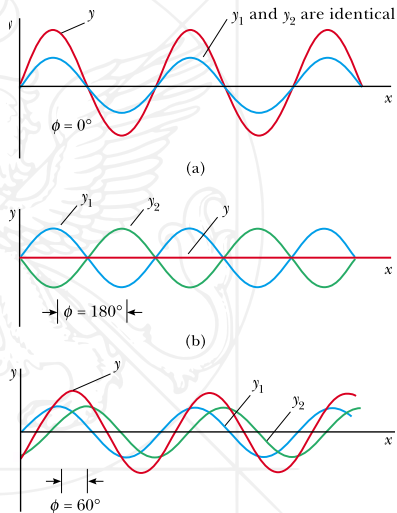 y
y
y₁ and y₂ are identical
x
ϕ = 0°
(a)
y
y₁
y₂
y
x
ϕ = 180°
(b)
y
y
y₁
y₂
x
ϕ = 60°